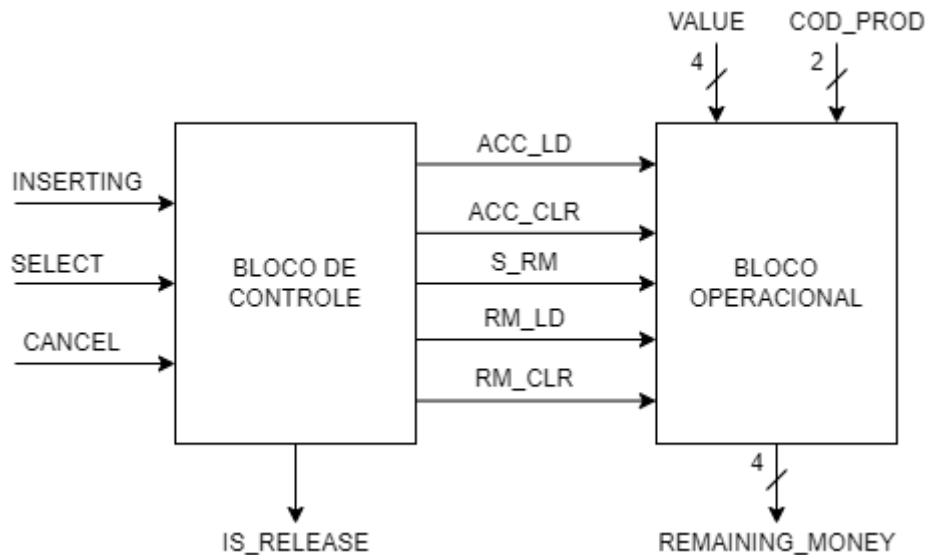 VALUE
COD_PROD
4
2
ACC_LD
INSERTING
ACC_CLR
SELECT
BLOCO DE
CONTROLE
S_RM
BLOCO
OPERACIONAL
RM_LD
CANCEL
RM_CLR
4
IS_RELEASE
REMAINING_MONEY